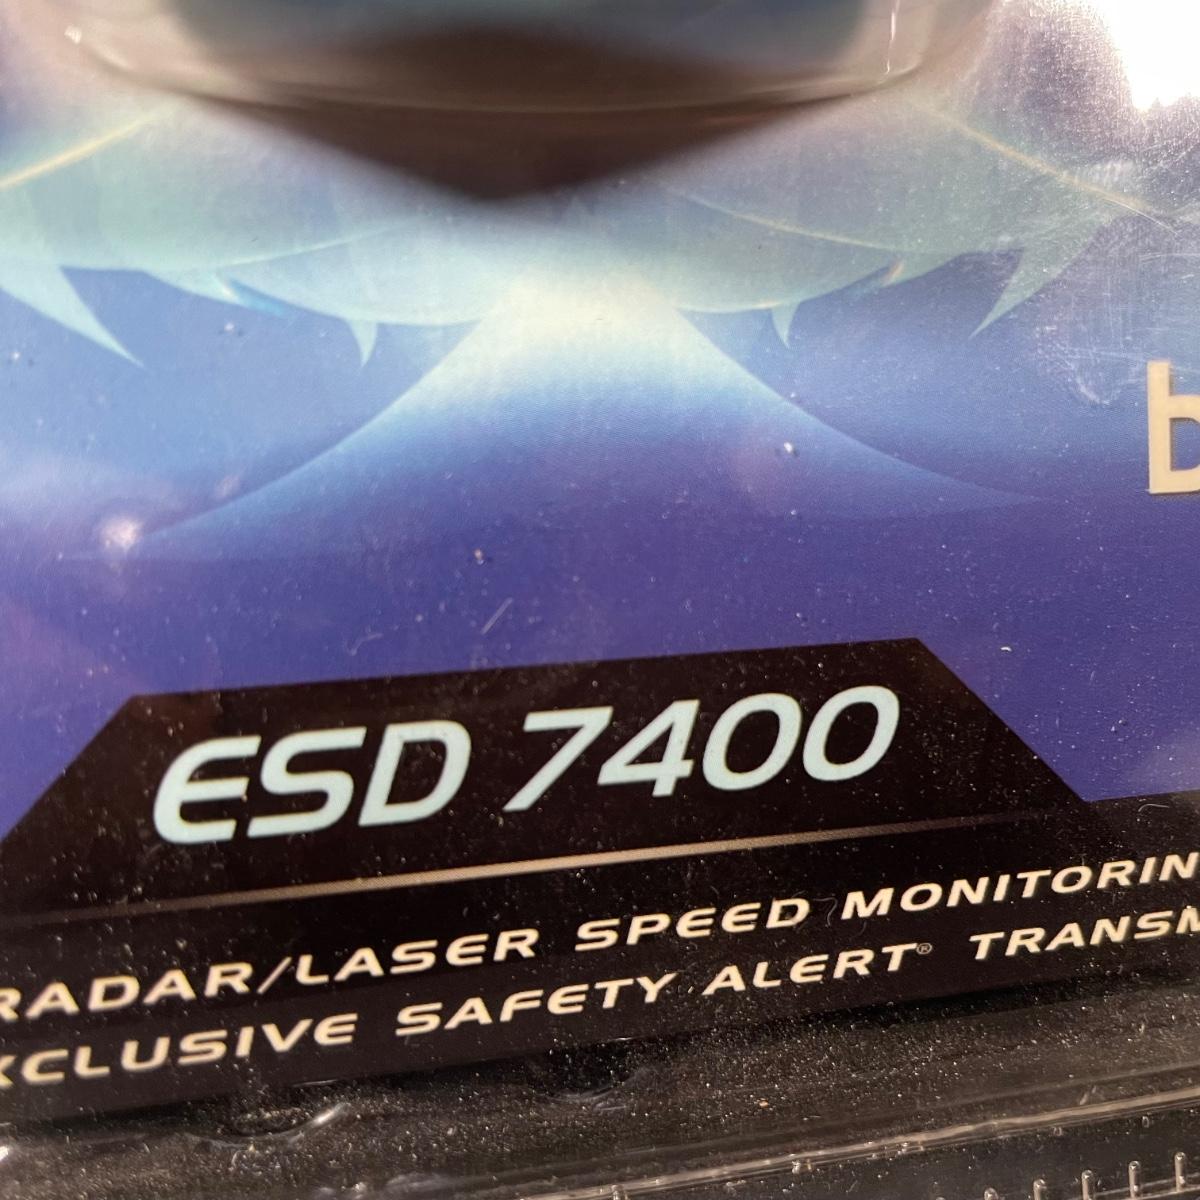 b
ESD 7400
RADAR/LASER SPEED MONITORIN
XCLUSIVE SAFETY ALERT® TRANSM